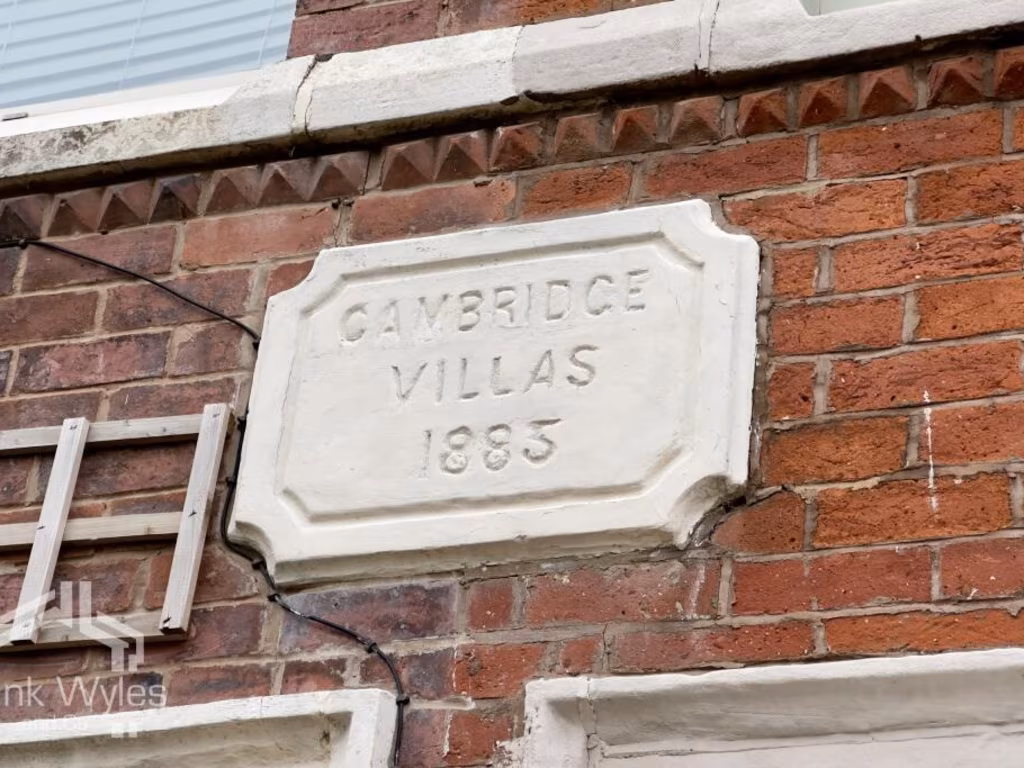 CAMBRIDGE
VILLAS
1883
nk Wyles